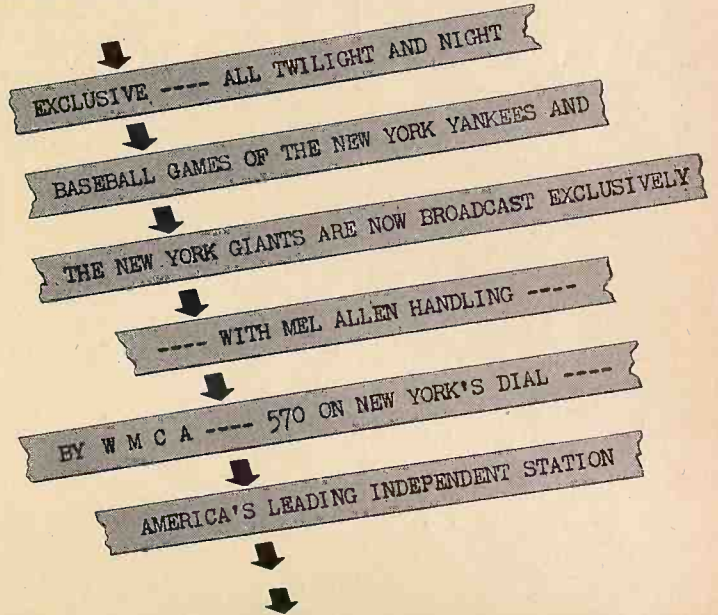 EXCLUSIVE ---- ALL TWILIGHT AND NIGHT
BASEBALL GAMES OF THE NEW YORK YANKEES AND
THE NEW YORK GIANTS ARE NOW BROADCAST EXCLUSIVELY
---- WITH MEL ALLEN HANDLING ----
BY W M C A ---- 570 ON NEW YORK'S DIAL ----
AMERICA'S LEADING INDEPENDENT STATION